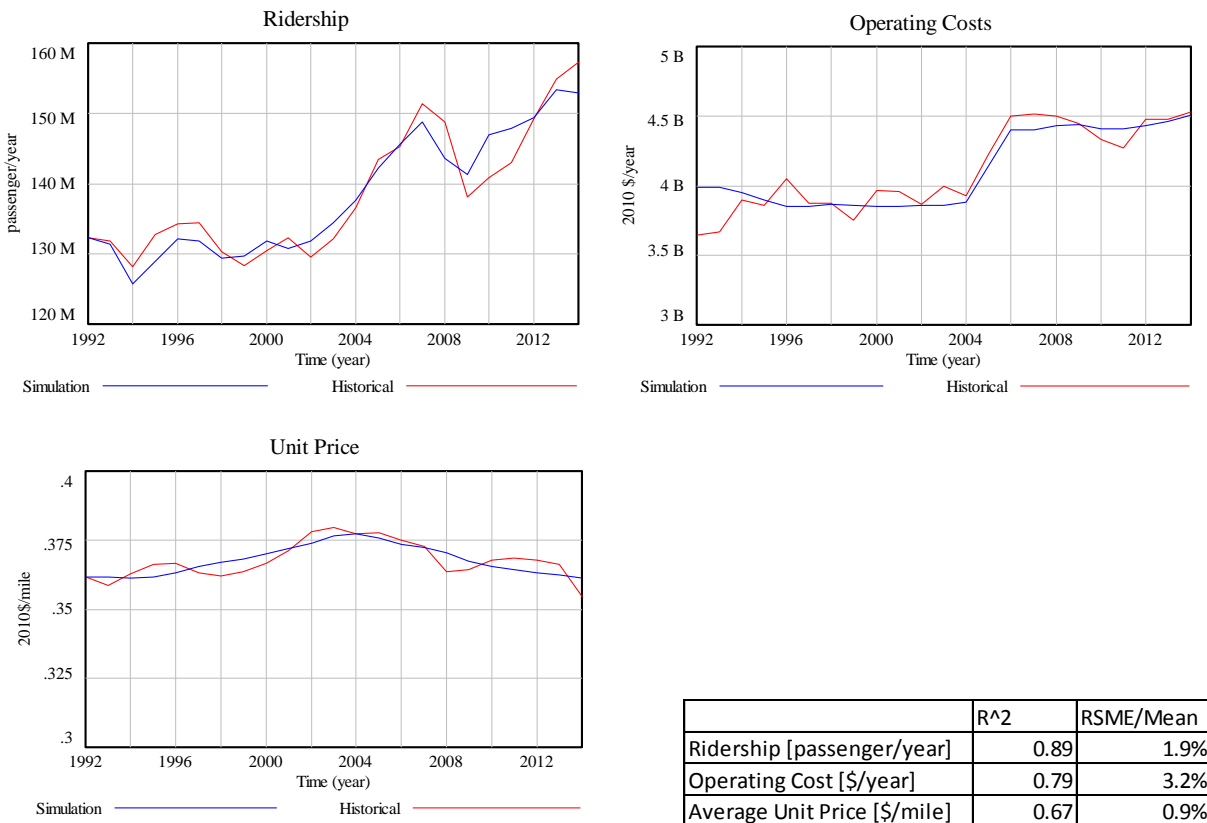 Ridership
160 M
150 M
140 M
130 M
120 M
passenger/year
1992 1996 2000 2004 2008 2012
Time (year)
Simulation Historical
Operating Costs
5 B
4.5 B
4 B
3.5 B
3 B
2010 $/year
1992 1996 2000 2004 2008 2012
Time (year)
Simulation Historical
Unit Price
.4
.375
.35
.325
.3
2010$/mile
1992 1996 2000 2004 2008 2012
Time (year)
Simulation Historical
R^2 RSME/Mean
Ridership [passenger/year] 0.89 1.9%
Operating Cost [$/year] 0.79 3.2%
Average Unit Price [$/mile] 0.67 0.9%